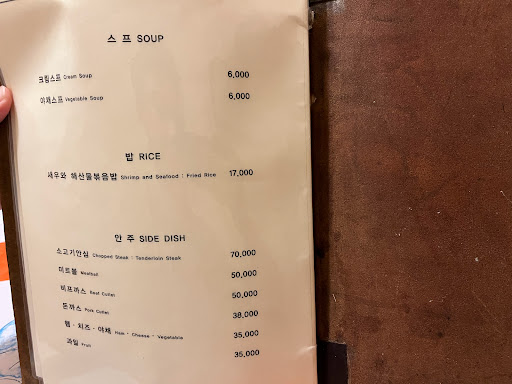 스 프 SOUP
크림스프 Cream Soup 6,000
야채스프 Vegetable Soup 6,000
밥 RICE
새우와 해산물볶음밥 Shrimp and Seafood : Fried Rice 17,000
안 주 SIDE DISH
소고기안심 Chopped Steak : Tenderloin Steak 70,000
미트볼 Meatball 50,000
비프까스 Beef Cutlet 50,000
돈까스 Pork Cutlet 38,000
햄 · 치즈 · 야채 Ham · Cheese · Vegetable 35,000
과일 Fruit 35,000